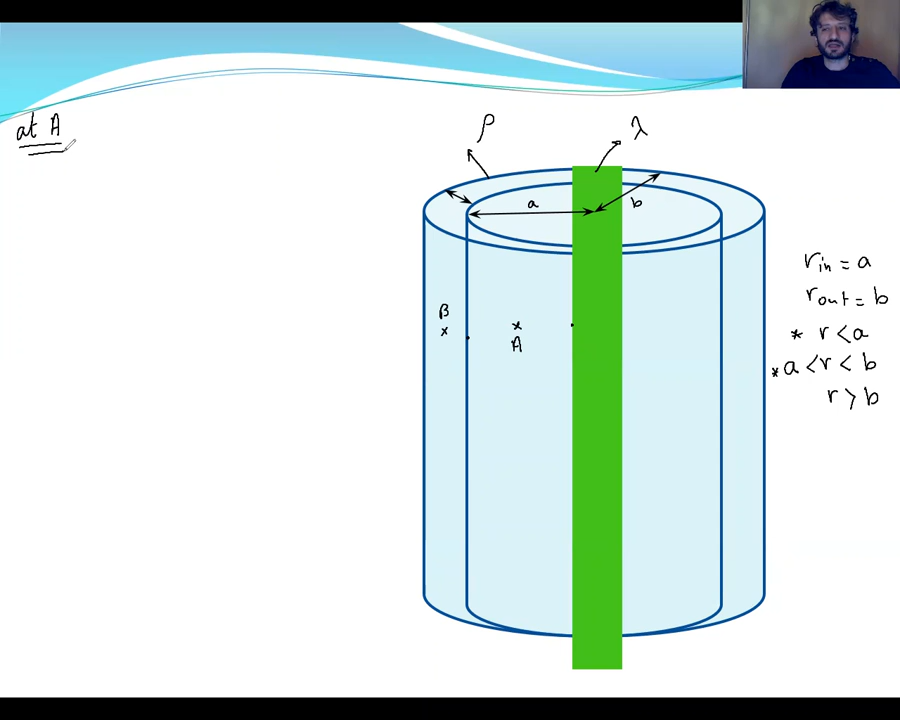 at A
ρ
λ
a
b
B
A
r_in = a
r_out = b
* r < a
* a < r < b
r > b